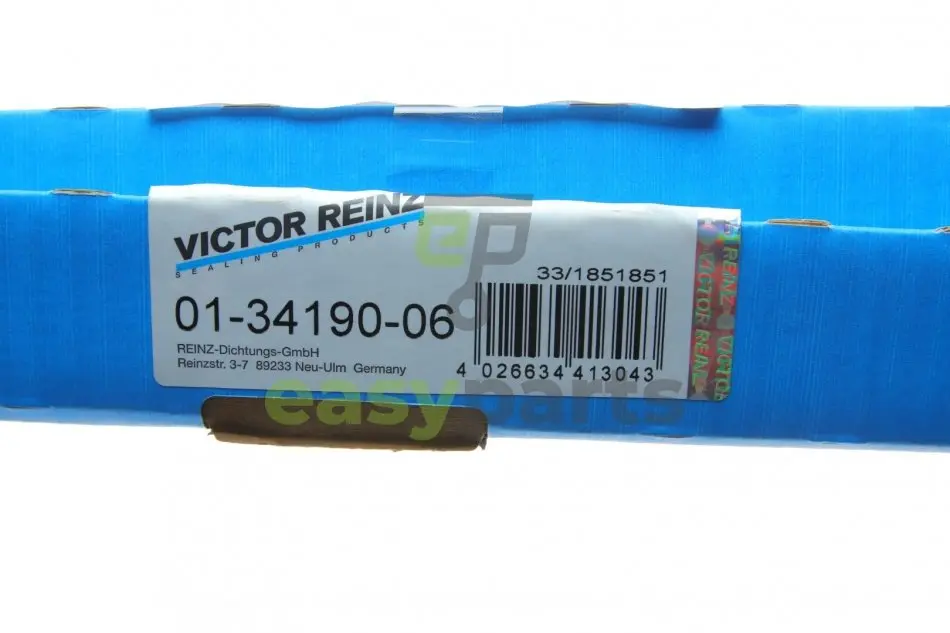 VICTOR REINZ
SEALING PRODUCTS
33/1851851
01-34190-06
REINZ-Dichtungs-GmbH
Reinzstr. 3-7 89233 Neu-Ulm Germany
4 026634 413043
REINZ VICTOR
VICTOR REINZ
ep
easyparts